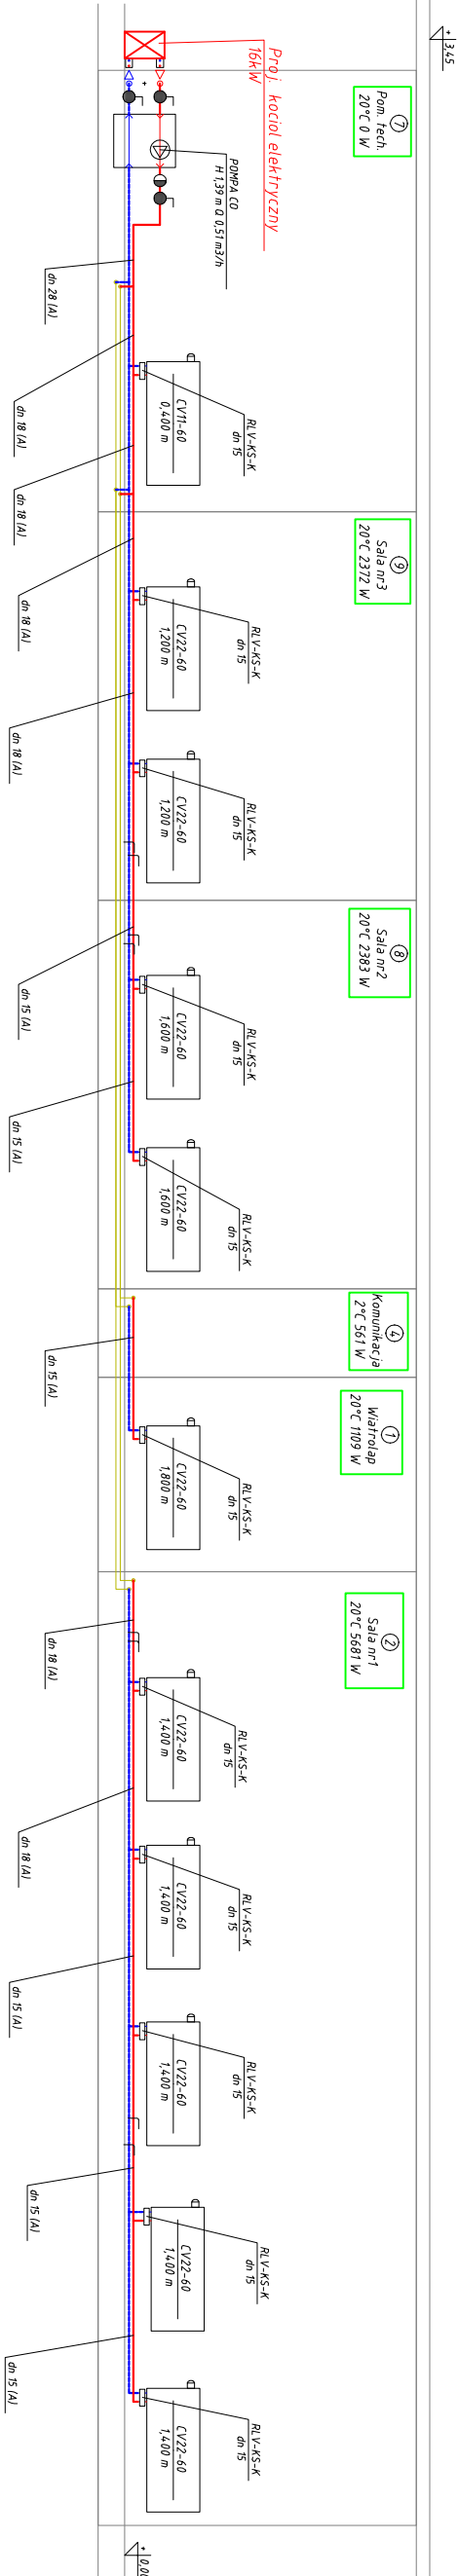 +
3,45
7
Pom. tech.
20°C 0 W
Proj. kociol elektryczny
16kW
POMPA CO
H 1,39 m Q 0,51 m3/h
+
dn 28 (A)
CV11-60
0,400 m
RLV-KS-K
dn 15
dn 18 (A)
dn 18 (A)
9
Sala nr3
20°C 2372 W
dn 18 (A)
CV22-60
1,200 m
RLV-KS-K
dn 15
dn 18 (A)
CV22-60
1,200 m
RLV-KS-K
dn 15
8
Sala nr2
20°C 2383 W
dn 15 (A)
CV22-60
1,600 m
RLV-KS-K
dn 15
dn 15 (A)
CV22-60
1,600 m
RLV-KS-K
dn 15
4
Komunikacja
2°C 561 W
dn 15 (A)
1
Wiatrolap
20°C 1109 W
CV22-60
1,800 m
RLV-KS-K
dn 15
2
Sala nr1
20°C 5681 W
dn 18 (A)
CV22-60
1,400 m
RLV-KS-K
dn 15
dn 18 (A)
CV22-60
1,400 m
RLV-KS-K
dn 15
dn 15 (A)
CV22-60
1,400 m
RLV-KS-K
dn 15
dn 15 (A)
CV22-60
1,400 m
RLV-KS-K
dn 15
dn 15 (A)
CV22-60
1,400 m
RLV-KS-K
dn 15
+